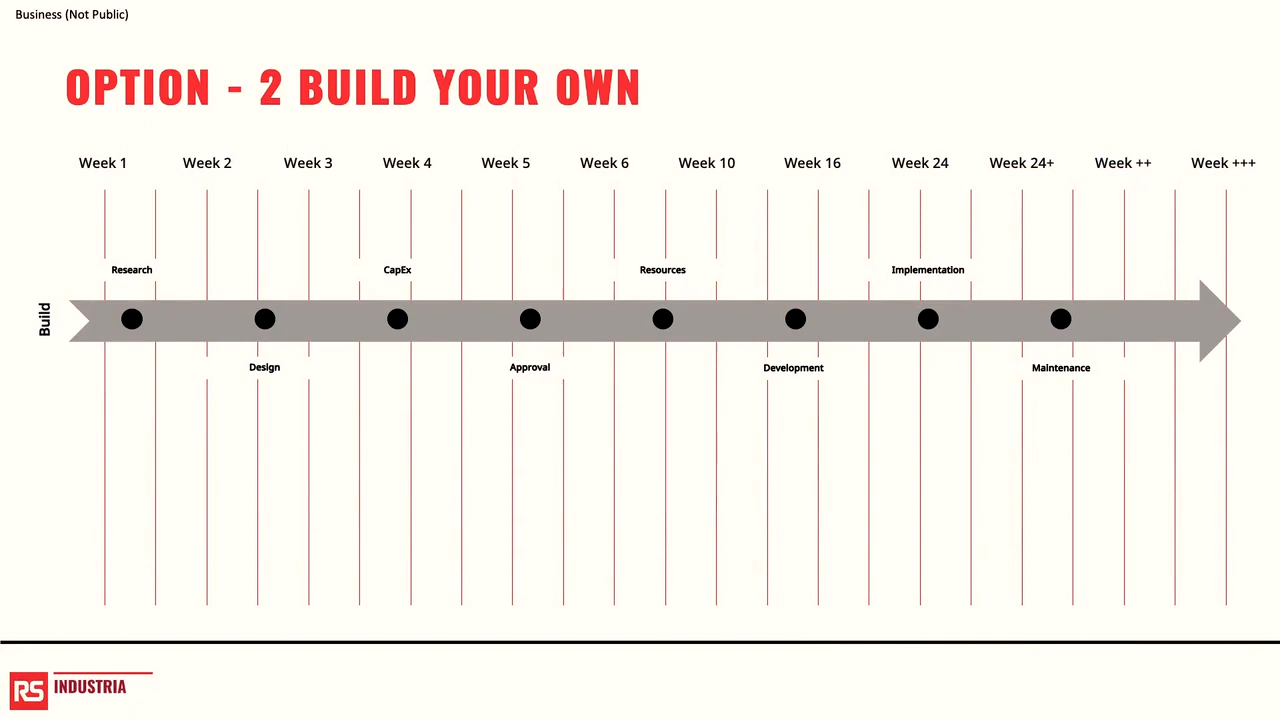 Business (Not Public)
OPTION - 2 BUILD YOUR OWN
Week 1 Week 2 Week 3 Week 4 Week 5 Week 6 Week 10 Week 16 Week 24 Week 24+ Week ++ Week +++
Research CapEx Resources Implementation
Build
Design Approval Development Maintenance
RS INDUSTRIA